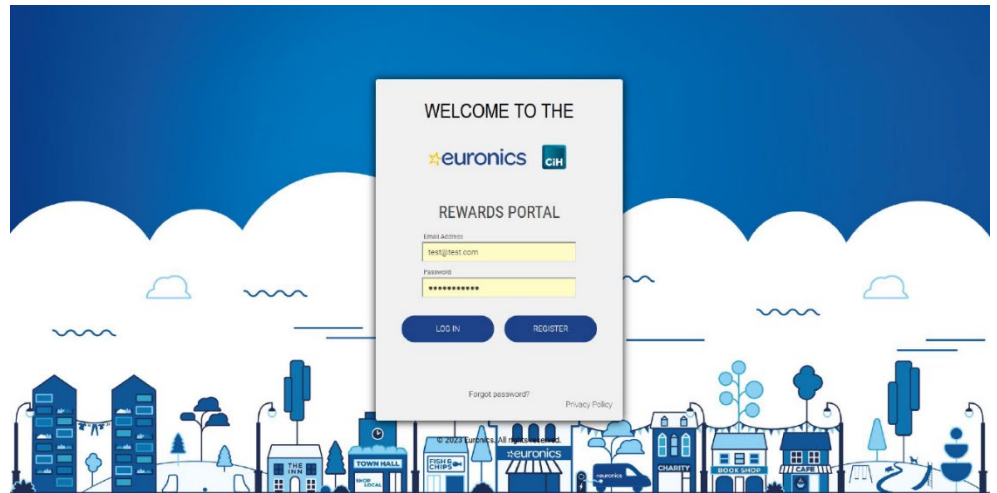 WELCOME TO THE
euronics CiH
REWARDS PORTAL
Email Address
test@test.com
Password
•••••••••••
LOG IN REGISTER
Forgot password?
Privacy Policy
© 2023 Euronics. All rights reserved.
euronics
THE INN
TOWN HALL
SHOP LOCAL
FISH & CHIPS
euronics
CHARITY
BOOK SHOP
CAFE